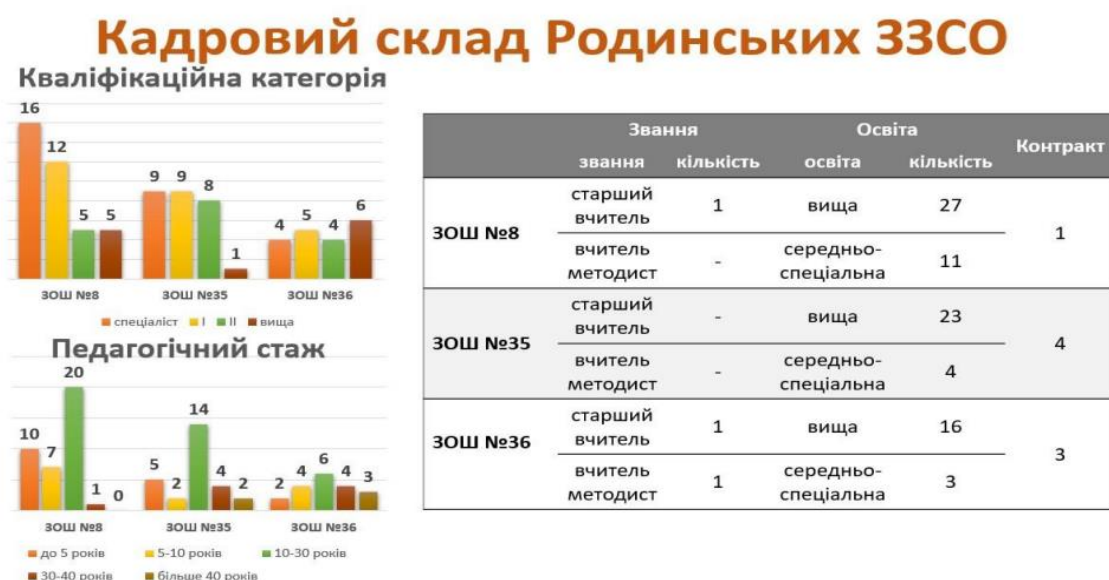 Кадровий склад Родинських ЗЗСО
Кваліфікаційна категорія
16
12
5 5
9 9 8
1
4 5 4 6
ЗОШ №8 ЗОШ №35 ЗОШ №36
спеціаліст І ІІ вища
Педагогічний стаж
20
10
7
1 0
5
2
14
4
2
2 4 6 4 3
ЗОШ №8 ЗОШ №35 ЗОШ №36
до 5 років 5-10 років 10-30 років
30-40 років більше 40 років
Звання Освіта Контракт
звання кількість освіта кількість
ЗОШ №8
старший
вчитель
1 вища 27
1
вчитель
методист
-
середньо-
спеціальна
11
ЗОШ №35
старший
вчитель
- вища 23
4
вчитель
методист
-
середньо-
спеціальна
4
ЗОШ №36
старший
вчитель
1 вища 16
3
вчитель
методист
1
середньо-
спеціальна
3